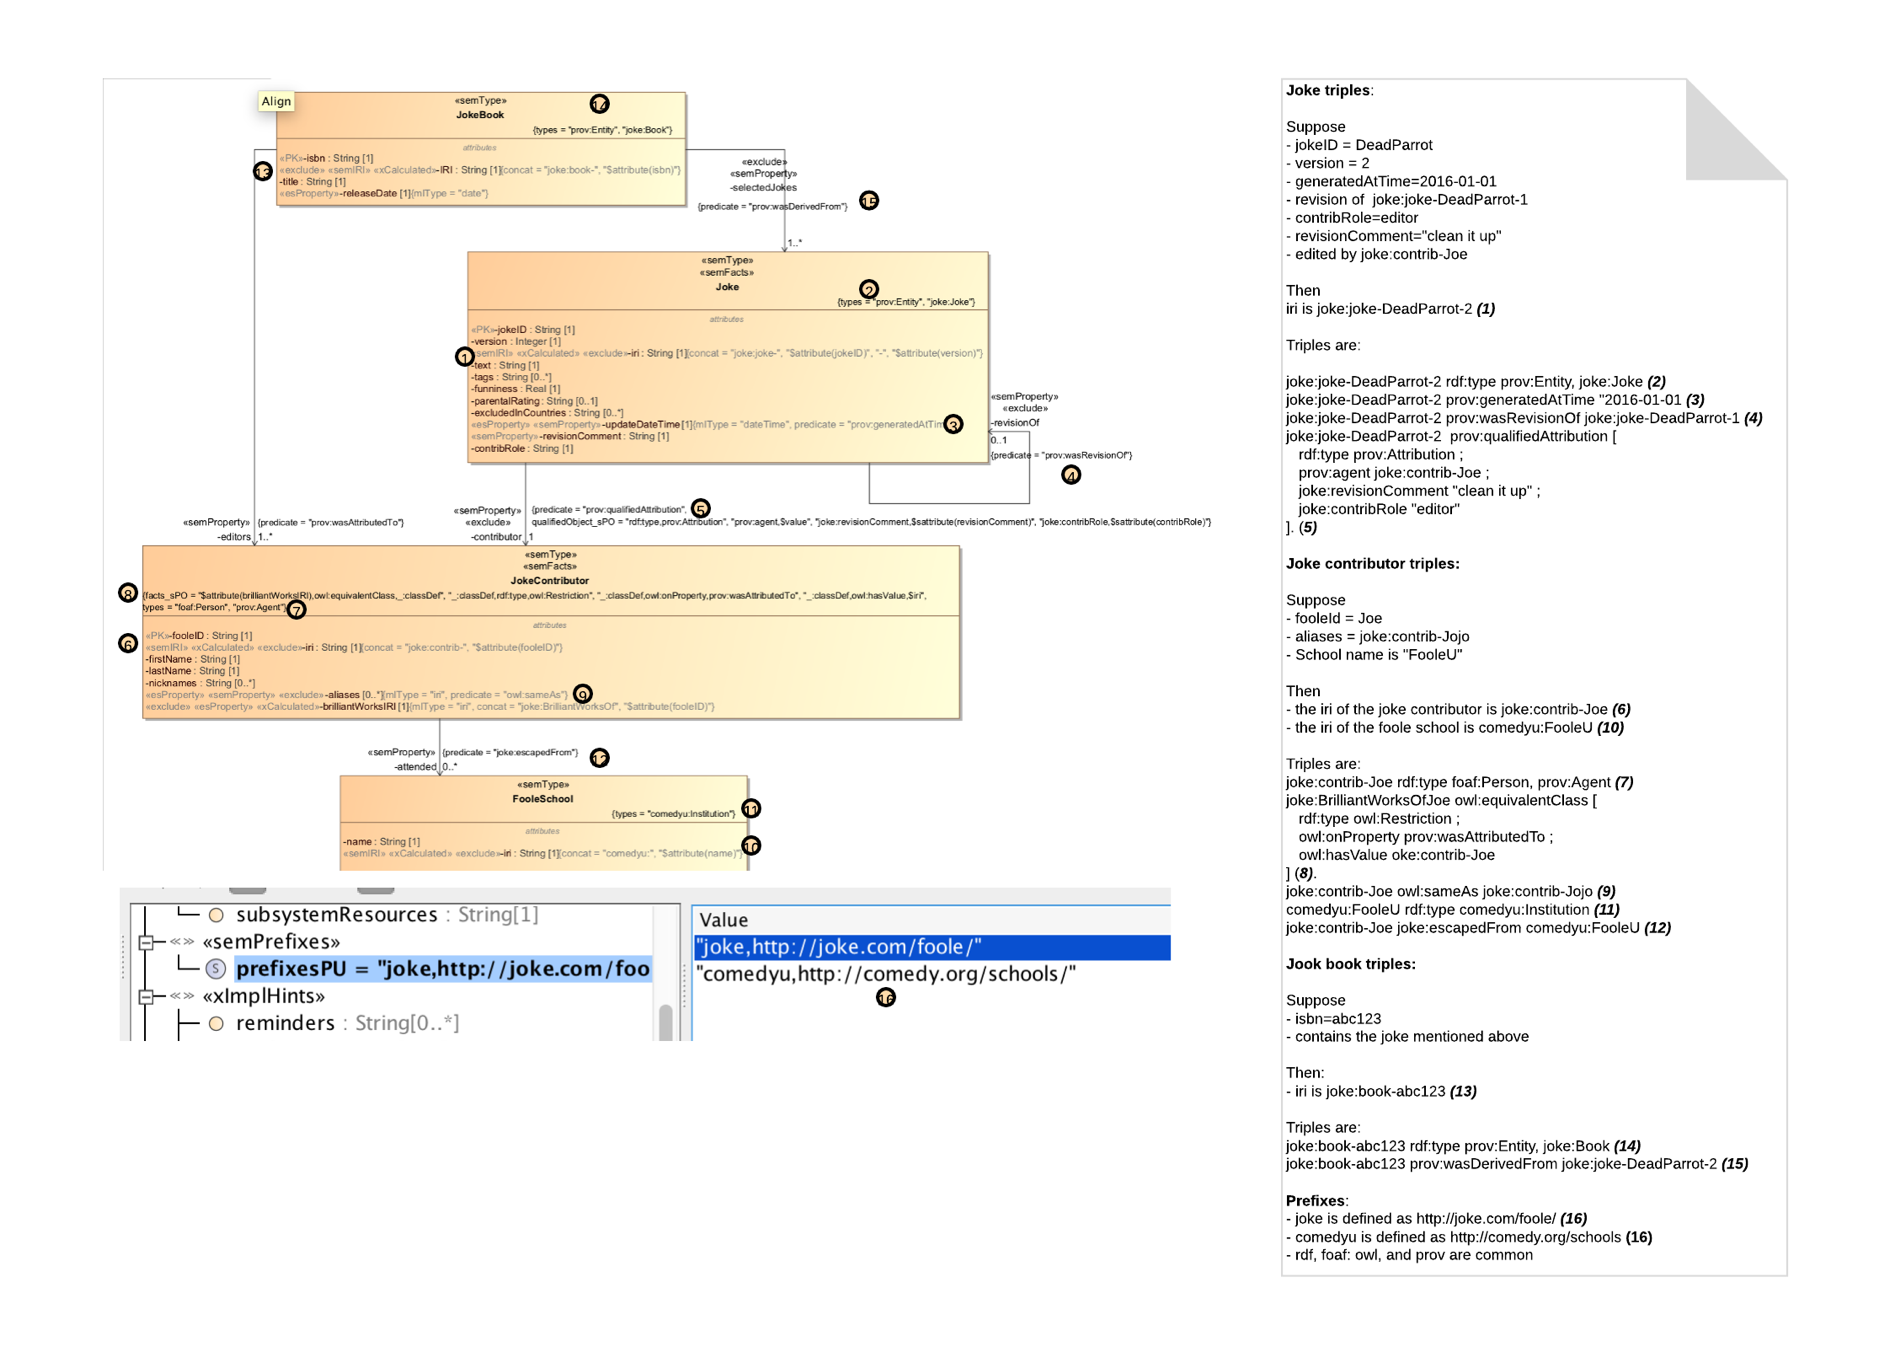 Align
«semType»
JokeBook
14
{types = "prov:Entity", "joke:Book"}
attributes
«PK»-isbn : String [1]
13
«exclude» «semIRI» «xCalculated»-IRI : String [1]{concat = "joke:book-", "$attribute(isbn)"}
-title : String [1]
«esProperty»-releaseDate [1]{mlType = "date"}
«exclude»
«semProperty»
-selectedJokes
{predicate = "prov:wasDerivedFrom"}
15
1..*
«semType»
«semFacts»
Joke
2
{types = "prov:Entity", "joke:Joke"}
attributes
«PK»-jokeID : String [1]
-version : Integer [1]
1
«semIRI» «xCalculated» «exclude»-iri : String [1]{concat = "joke:joke-", "$attribute(jokeID)", "-", "$attribute(version)"}
-text : String [1]
-tags : String [0..*]
-funniness : Real [1]
-parentalRating : String [0..1]
-excludedInCountries : String [0..*]
«esProperty» «semProperty»-updateDateTime [1]{mlType = "dateTime", predicate = "prov:generatedAtTim
3
«semProperty»-revisionComment : String [1]
-contribRole : String [1]
«semProperty»
«exclude»
-revisionOf
0..1
{predicate = "prov:wasRevisionOf"}
4
«semProperty»
{predicate = "prov:wasAttributedTo"}
-editors
1..*
«semProperty»
«exclude»
-contributor
1
{predicate = "prov:qualifiedAttribution",
5
qualifiedObject_sPO = "rdf:type,prov:Attribution", "prov:agent,$value", "joke:revisionComment,$sattribute(revisionComment)", "joke:contribRole,$sattribute(contribRole)"}
«semType»
«semFacts»
JokeContributor
8
{facts_sPO = "$attribute(brilliantWorksIRI),owl:equivalentClass,_:classDef", "_:classDef,rdf:type,owl:Restriction", "_:classDef,owl:onProperty,prov:wasAttributedTo", "_:classDef,owl:hasValue,$iri",
types = "foaf:Person", "prov:Agent"}
7
attributes
«PK»-fooleID : String [1]
6
«semIRI» «xCalculated» «exclude»-iri : String [1]{concat = "joke:contrib-", "$attribute(fooleID)"}
-firstName : String [1]
-lastName : String [1]
-nicknames : String [0..*]
«esProperty» «semProperty» «exclude»-aliases [0..*]{mlType = "iri", predicate = "owl:sameAs"}
9
«exclude» «esProperty» «xCalculated»-brilliantWorksIRI [1]{mlType = "iri", concat = "joke:BrilliantWorksOf", "$attribute(fooleID)"}
«semProperty»
{predicate = "joke:escapedFrom"}
12
-attended
0..*
«semType»
FooleSchool
11
{types = "comedyu:Institution"}
attributes
-name : String [1]
10
«semIRI» «xCalculated» «exclude»-iri : String [1]{concat = "comedyu:", "$attribute(name)"}
subsystemResources : String[1]
«» «semPrefixes»
S prefixesPU = "joke,http://joke.com/foo
«» «xImplHints»
reminders : String[0..*]
Value
"joke,http://joke.com/foole/"
"comedyu,http://comedy.org/schools/"
16
Joke triples:
Suppose
- jokeID = DeadParrot
- version = 2
- generatedAtTime=2016-01-01
- revision of  joke:joke-DeadParrot-1
- contribRole=editor
- revisionComment="clean it up"
- edited by joke:contrib-Joe
Then
iri is joke:joke-DeadParrot-2 (1)
Triples are:
joke:joke-DeadParrot-2 rdf:type prov:Entity, joke:Joke (2)
joke:joke-DeadParrot-2 prov:generatedAtTime "2016-01-01 (3)
joke:joke-DeadParrot-2 prov:wasRevisionOf joke:joke-DeadParrot-1 (4)
joke:joke-DeadParrot-2  prov:qualifiedAttribution [
rdf:type prov:Attribution ;
prov:agent joke:contrib-Joe ;
joke:revisionComment "clean it up" ;
joke:contribRole "editor"
]. (5)
Joke contributor triples:
Suppose
- fooleId = Joe
- aliases = joke:contrib-Jojo
- School name is "FooleU"
Then
- the iri of the joke contributor is joke:contrib-Joe (6)
- the iri of the foole school is comedyu:FooleU (10)
Triples are:
joke:contrib-Joe rdf:type foaf:Person, prov:Agent (7)
joke:BrilliantWorksOfJoe owl:equivalentClass [
rdf:type owl:Restriction ;
owl:onProperty prov:wasAttributedTo ;
owl:hasValue oke:contrib-Joe
] (8).
joke:contrib-Joe owl:sameAs joke:contrib-Jojo (9)
comedyu:FooleU rdf:type comedyu:Institution (11)
joke:contrib-Joe joke:escapedFrom comedyu:FooleU (12)
Jook book triples:
Suppose
- isbn=abc123
- contains the joke mentioned above
Then:
- iri is joke:book-abc123 (13)
Triples are:
joke:book-abc123 rdf:type prov:Entity, joke:Book (14)
joke:book-abc123 prov:wasDerivedFrom joke:joke-DeadParrot-2 (15)
Prefixes:
- joke is defined as http://joke.com/foole/ (16)
- comedyu is defined as http://comedy.org/schools (16)
- rdf, foaf: owl, and prov are common